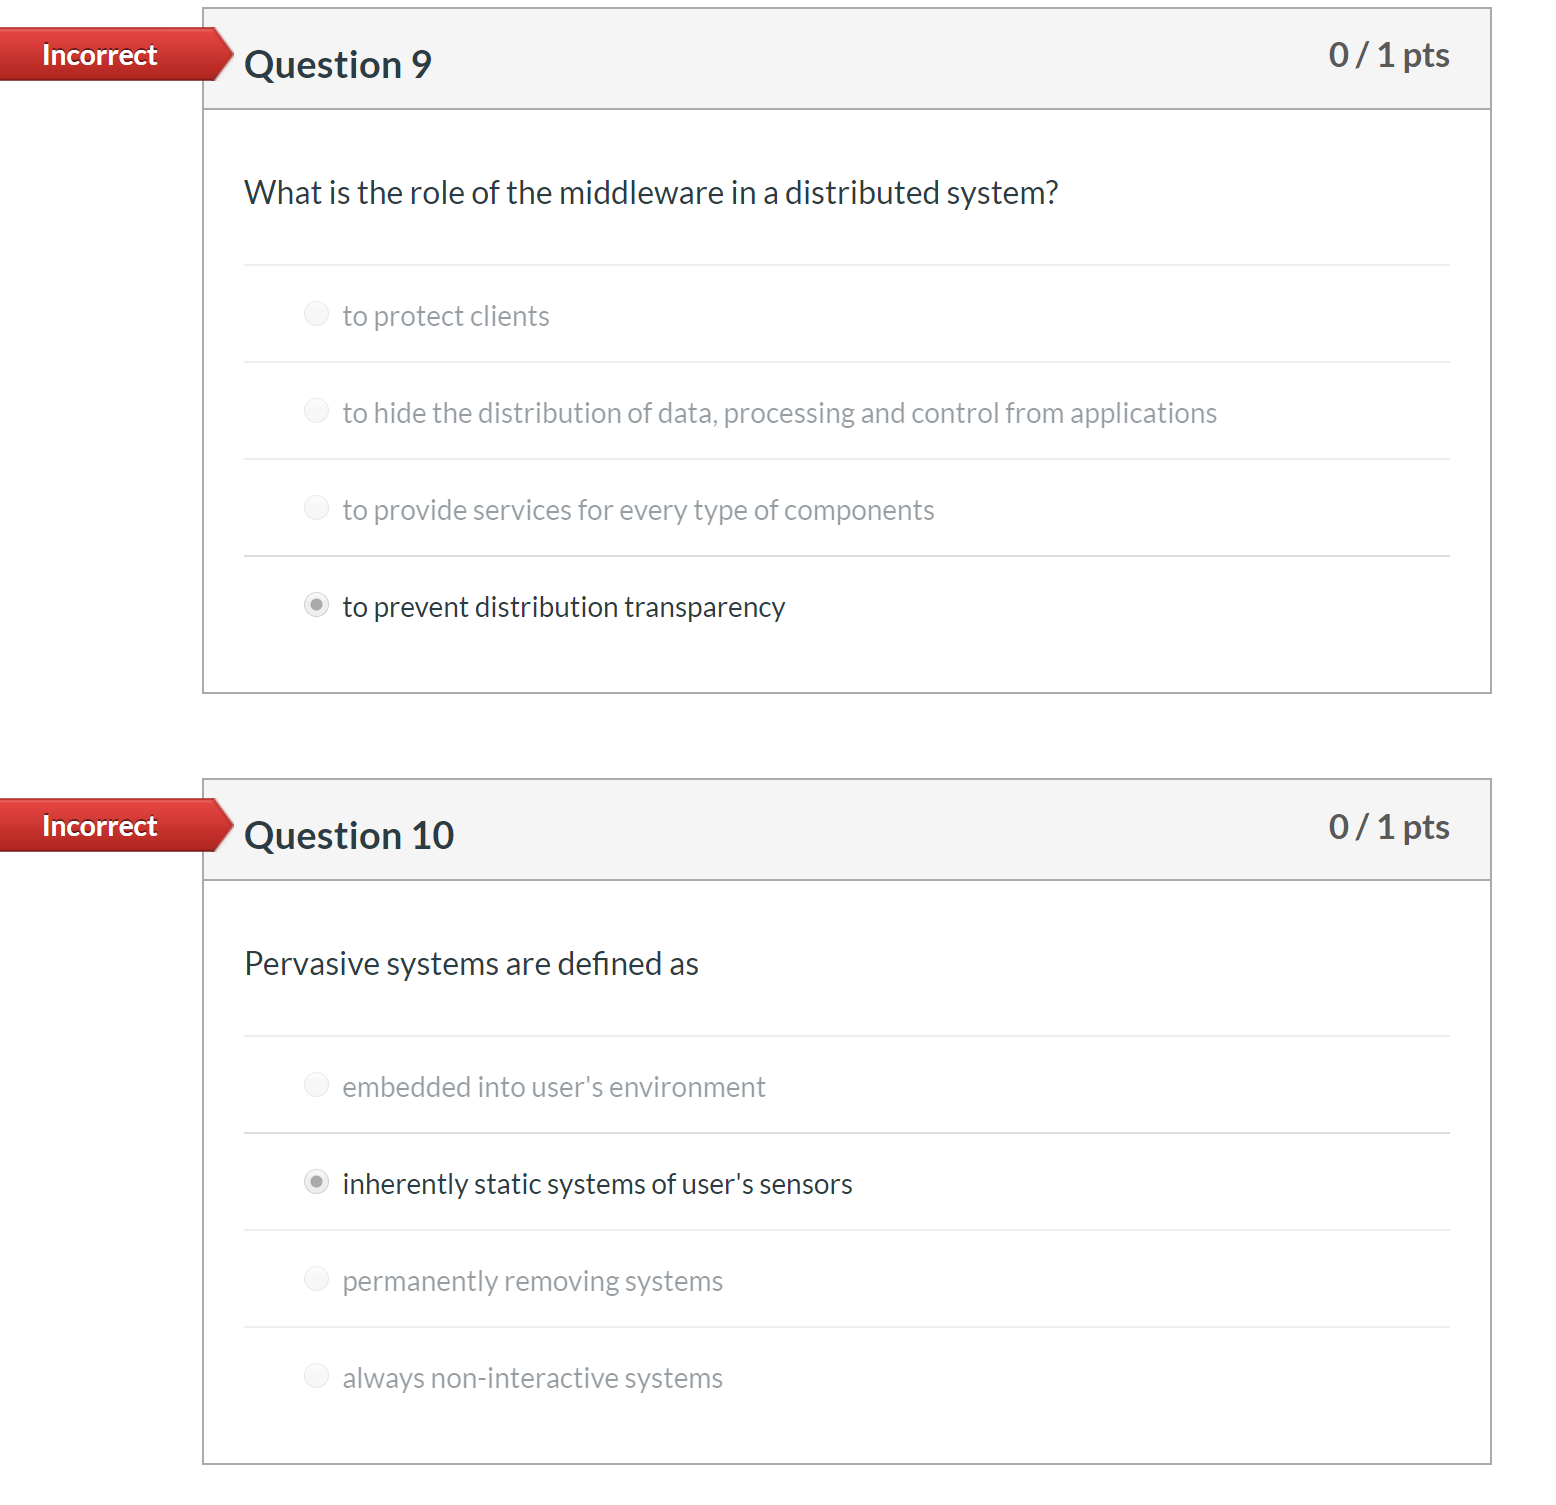 Incorrect
Question 9
0 / 1 pts
What is the role of the middleware in a distributed system?
to protect clients
to hide the distribution of data, processing and control from applications
to provide services for every type of components
to prevent distribution transparency
Incorrect
Question 10
0 / 1 pts
Pervasive systems are defined as
embedded into user's environment
inherently static systems of user's sensors
permanently removing systems
always non-interactive systems